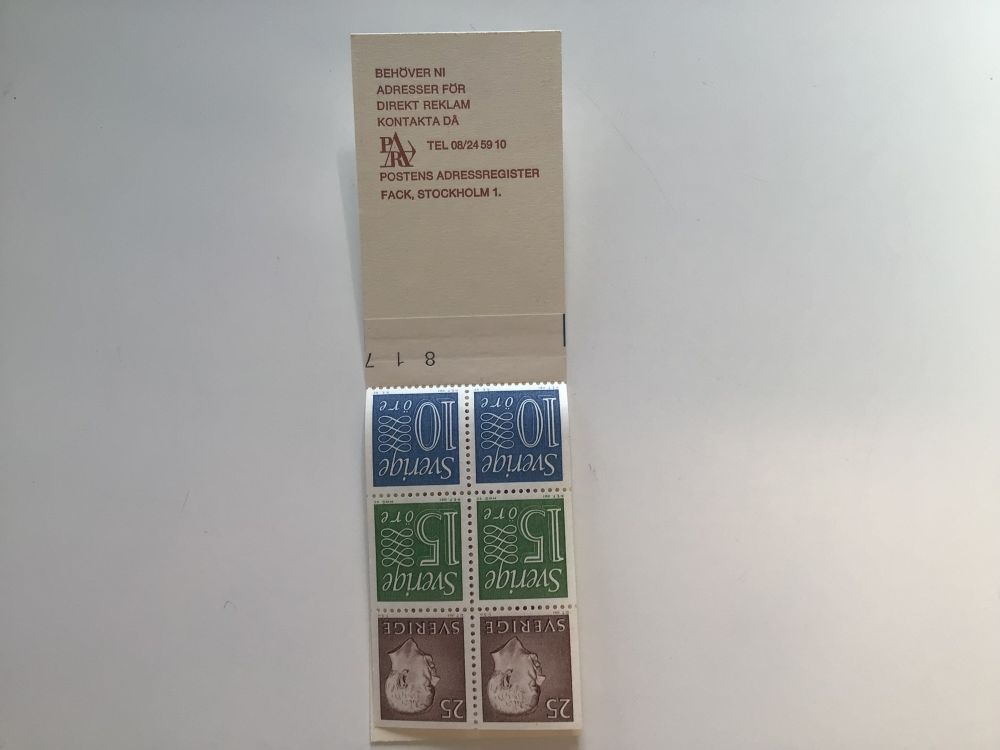 BEHÖVER NI
ADRESSER FÖR
DIREKT REKLAM
KONTAKTA DÅ
PAR TEL 08/24 59 10
POSTENS ADRESSREGISTER
FACK, STOCKHOLM 1.
8 1 7
10 öre 10 öre
Sverige Sverige
15 öre 15 öre
Sverige Sverige
SVERIGE SVERIGE
25 25